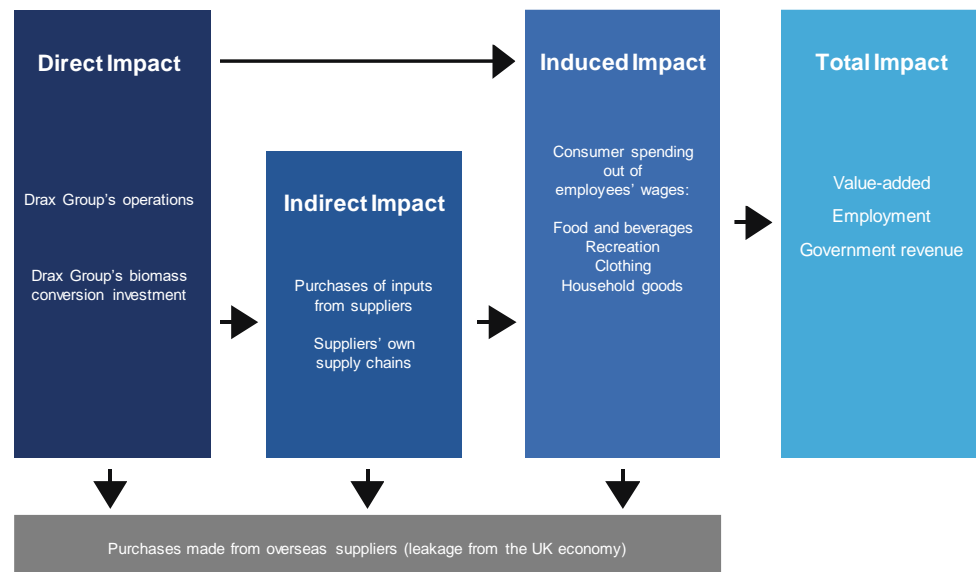 Direct Impact
Drax Group's operations
Drax Group's biomass
conversion investment
Indirect Impact
Purchases of inputs
from suppliers
Suppliers' own
supply chains
Induced Impact
Consumer spending
out of
employees' wages:
Food and beverages
Recreation
Clothing
Household goods
Total Impact
Value-added
Employment
Government revenue
Purchases made from overseas suppliers (leakage from the UK economy)